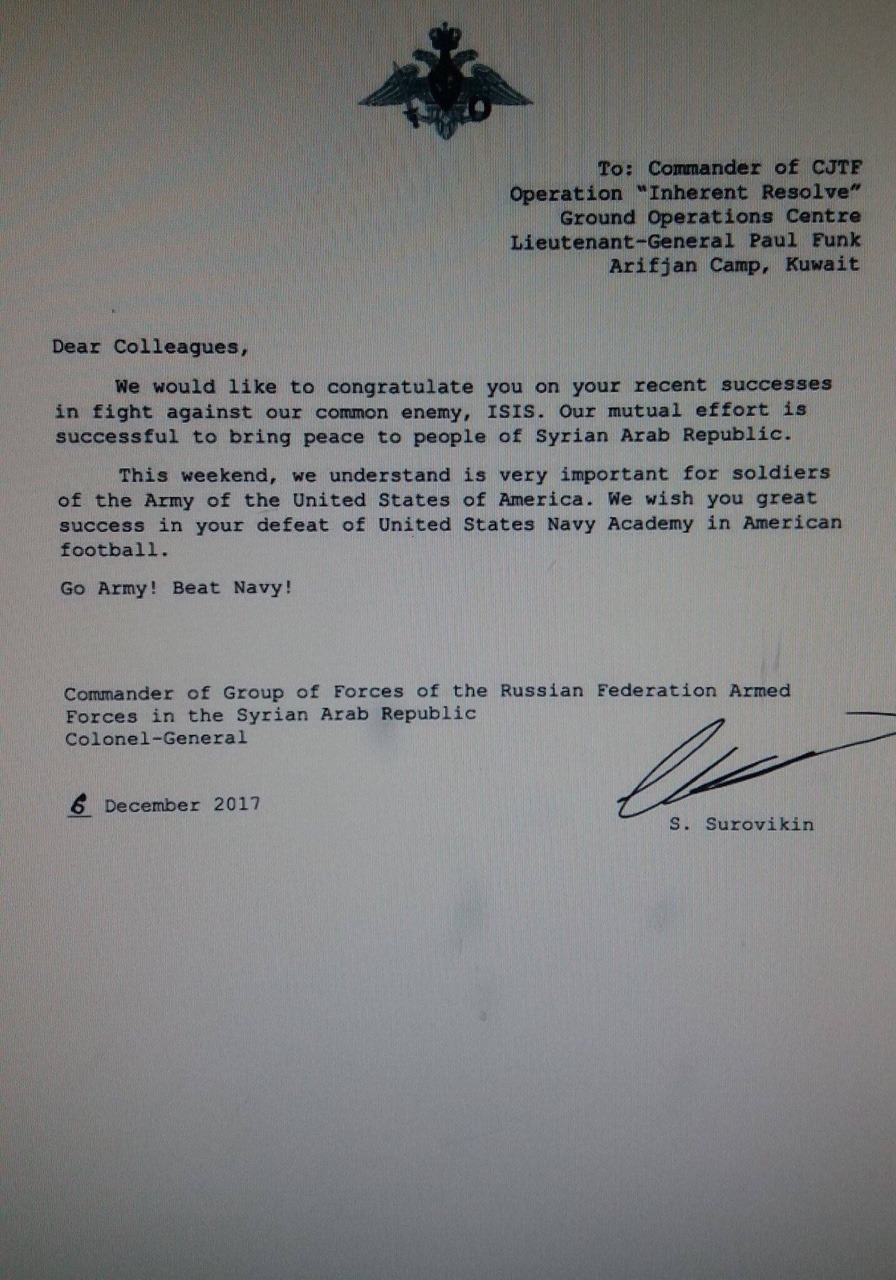 To: Commander of CJTF
Operation “Inherent Resolve”
Ground Operations Centre
Lieutenant-General Paul Funk
Arifjan Camp, Kuwait
Dear Colleagues,
We would like to congratulate you on your recent successes
in fight against our common enemy, ISIS. Our mutual effort is
successful to bring peace to people of Syrian Arab Republic.
This weekend, we understand is very important for soldiers
of the Army of the United States of America. We wish you great
success in your defeat of United States Navy Academy in American
football.
Go Army! Beat Navy!
Commander of Group of Forces of the Russian Federation Armed
Forces in the Syrian Arab Republic
Colonel-General
6 December 2017
S. Surovikin